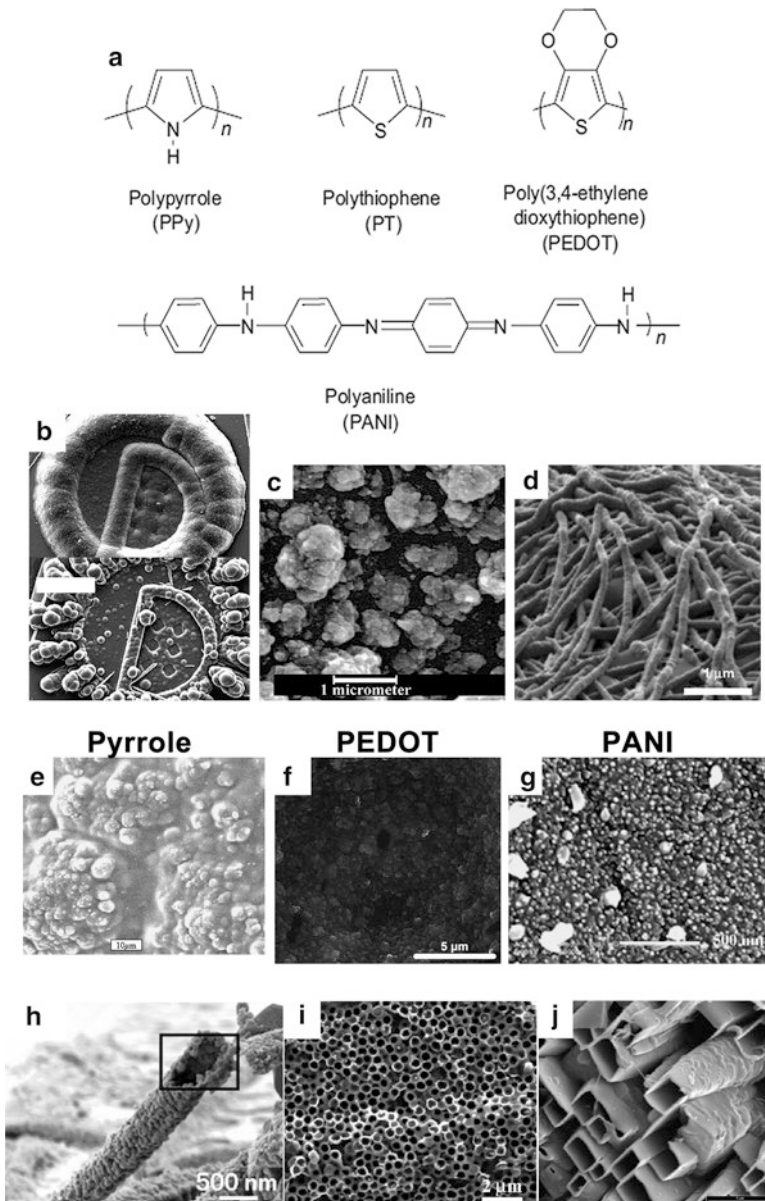 a
N
H
n
S
n
O O
S
n
Polypyrrole
(PPy)
Polythiophene
(PT)
Poly(3,4-ethylene
dioxythiophene)
(PEDOT)
H
N
N
N
H
N
n
Polyaniline
(PANI)
b
c
1 micrometer
d
1 μm
Pyrrole
PEDOT
PANI
e
10μm
f
5 μm
g
500 nm
h
500 nm
i
2 μm
j